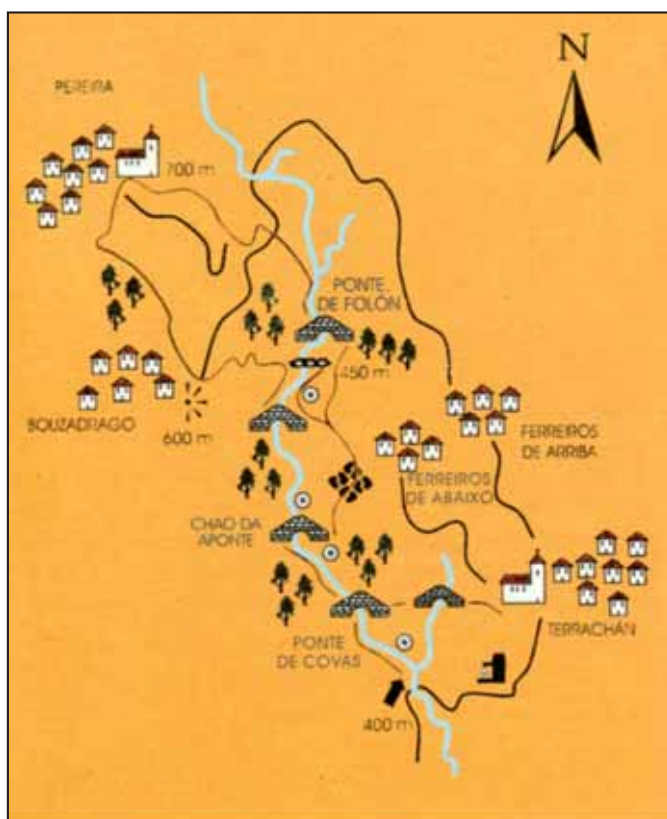 N
PEREIRA
700 m
PONTE
DE FOLÓN
450 m
BOUZADRAGO
600 m
FERREIROS
DE ARRIBA
FERREIROS
DE ABAIXO
CHAO DA
APONTE
TERRACHÁN
PONTE
DE COVAS
400 m